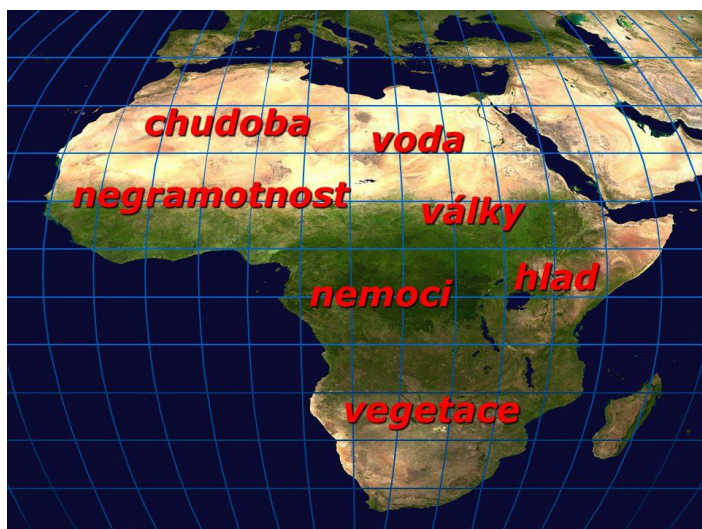 chudoba
voda
negramotnost
války
hlad
nemoci
vegetace